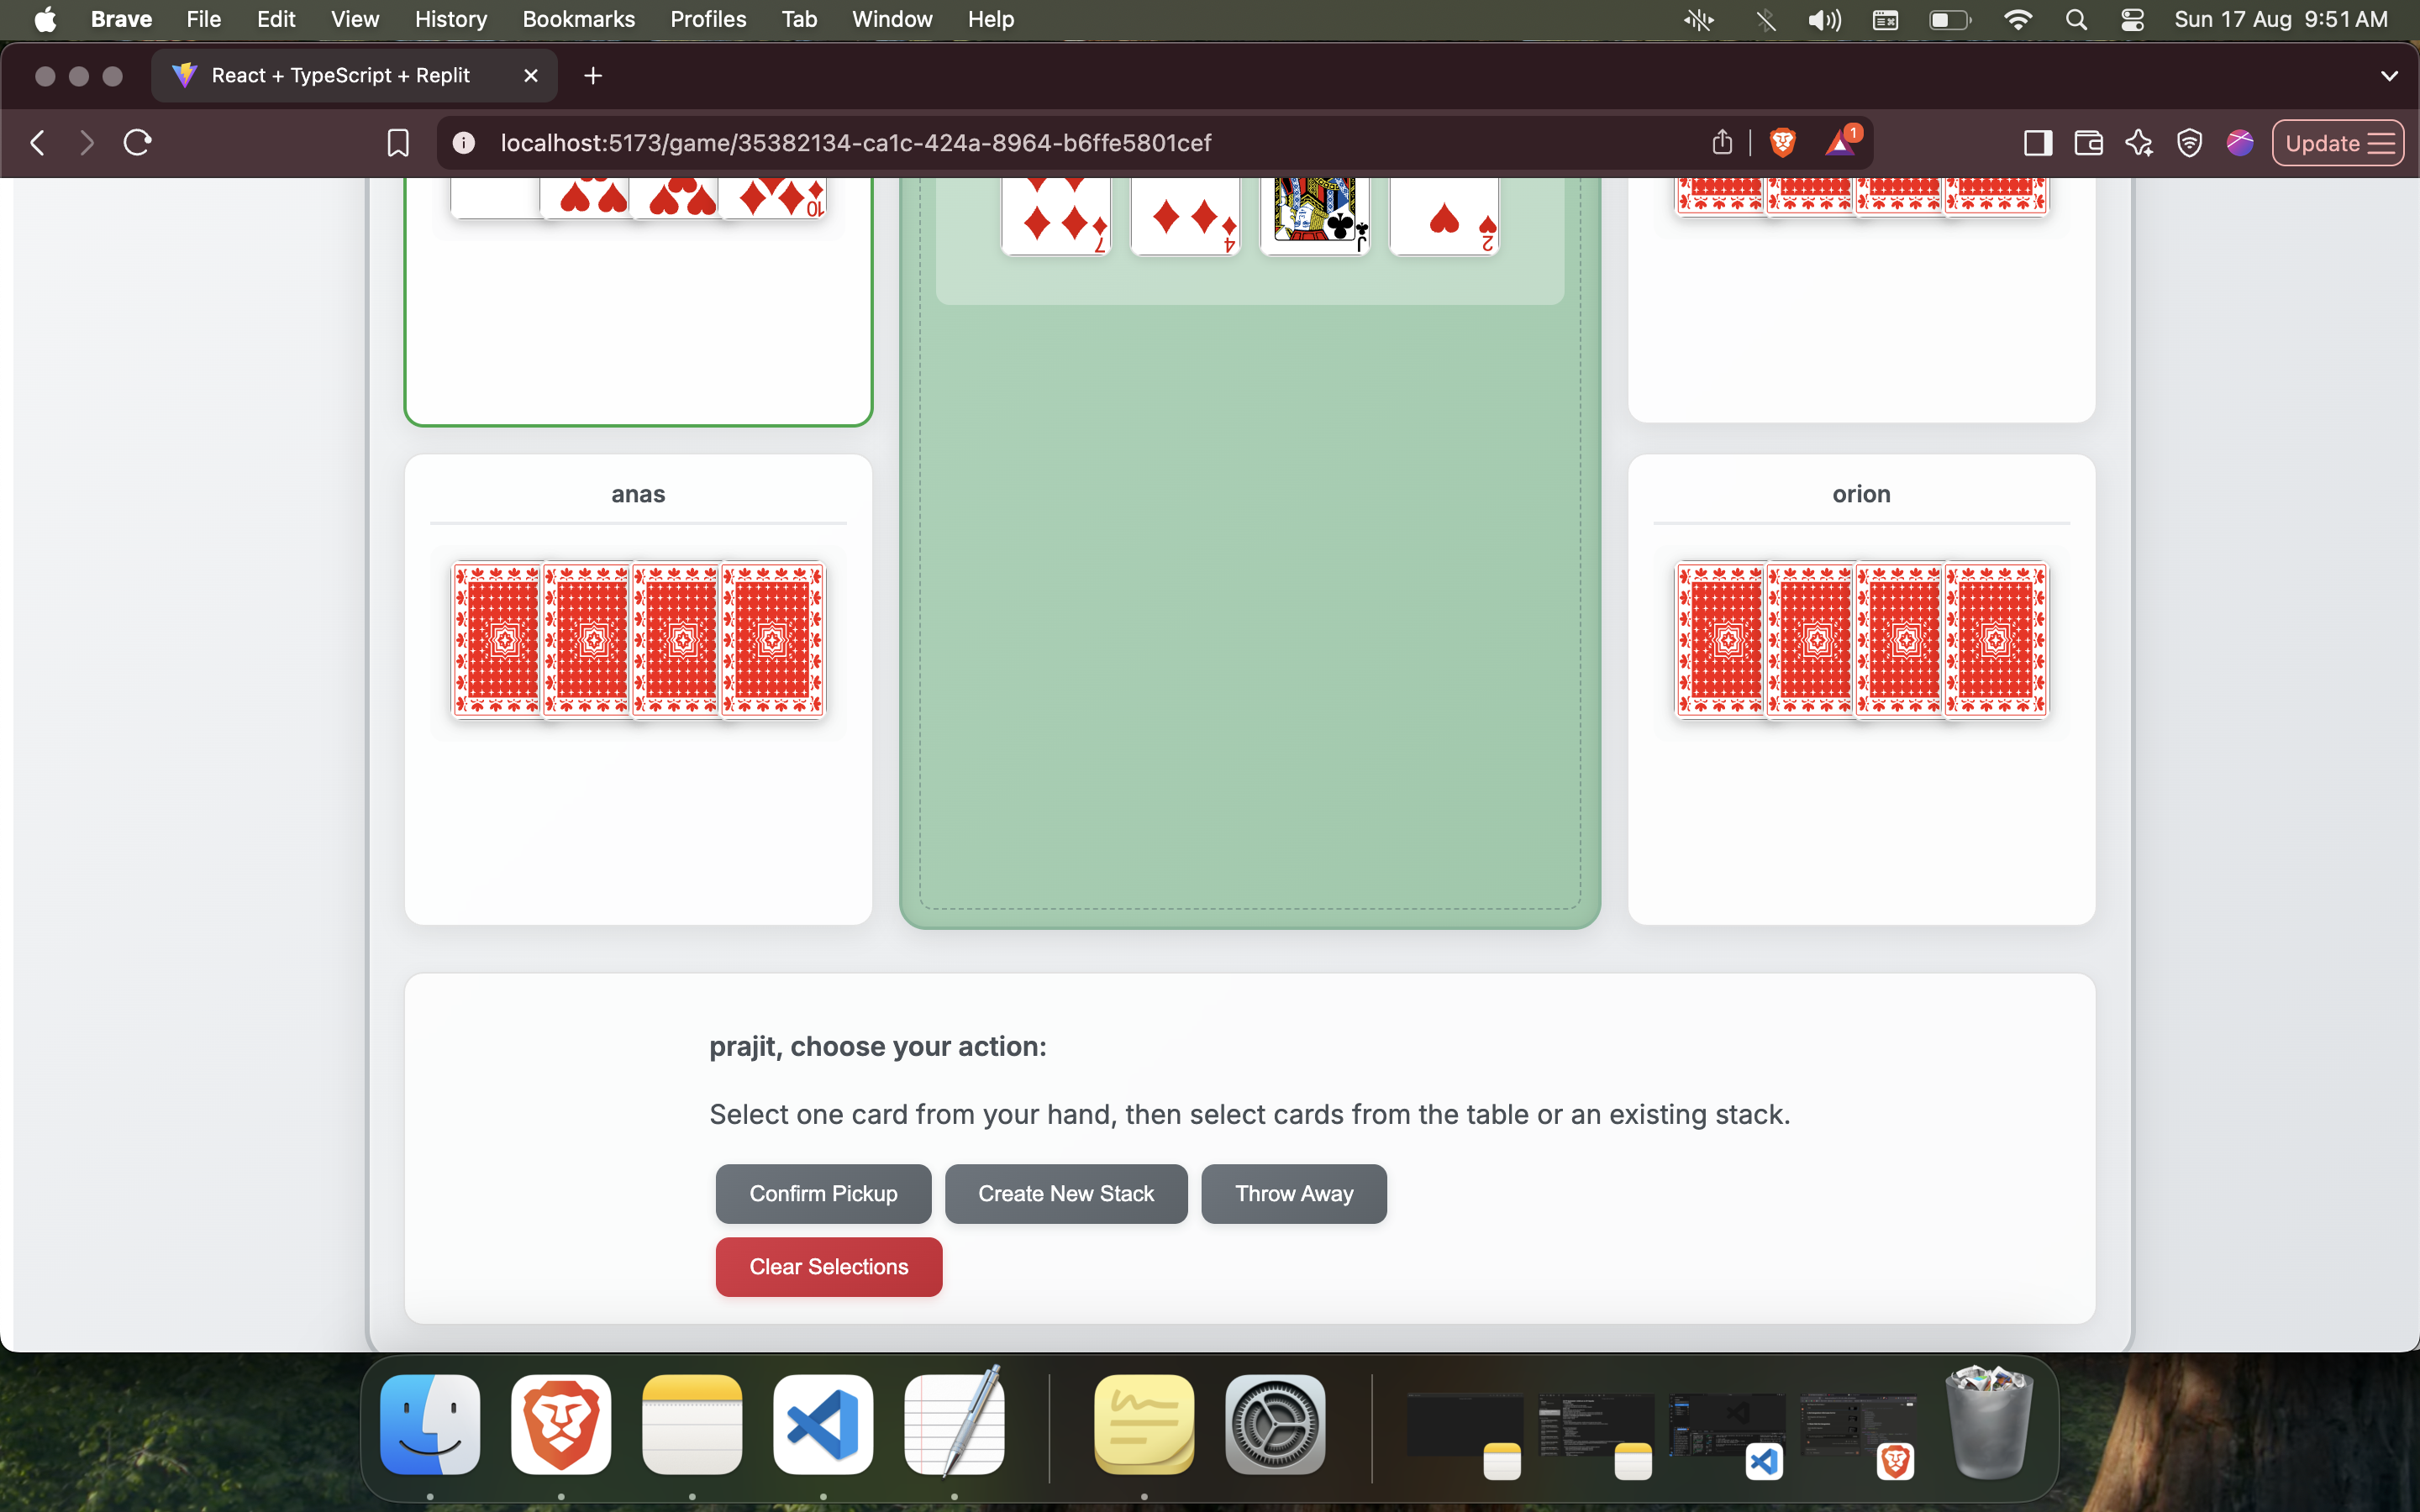 Brave File Edit View History Bookmarks Profiles Tab Window Help Sun 17 Aug 9:51 AM
React + TypeScript + Replit
localhost:5173/game/35382134-ca1c-424a-8964-b6ffe5801cef 1 Update
10 7 4 J 2
anas
orion
prajit, choose your action:
Select one card from your hand, then select cards from the table or an existing stack.
Confirm Pickup Create New Stack Throw Away
Clear Selections